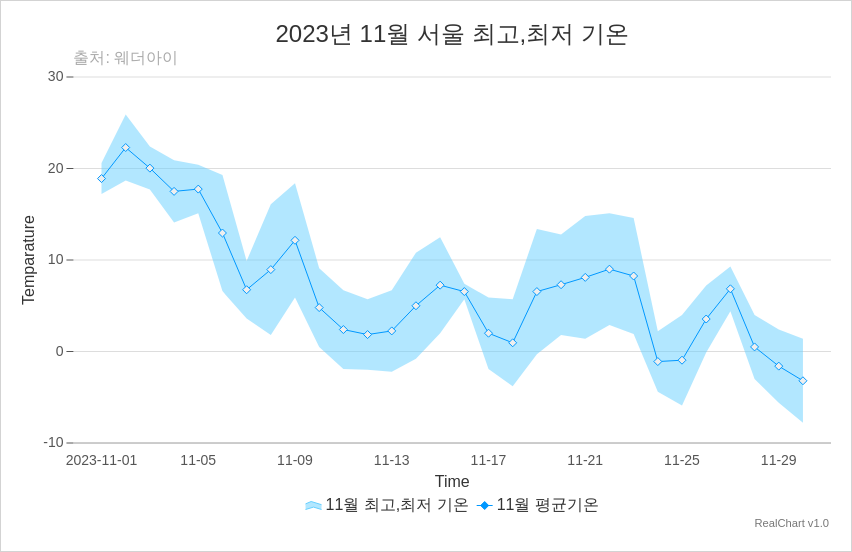 2023년 11월 서울 최고,최저 기온
출처: 웨더아이
30
20
10
0
-10
Temparature
2023-11-01 11-05 11-09 11-13 11-17 11-21 11-25 11-29
Time
11월 최고,최저 기온 11월 평균기온
RealChart v1.0